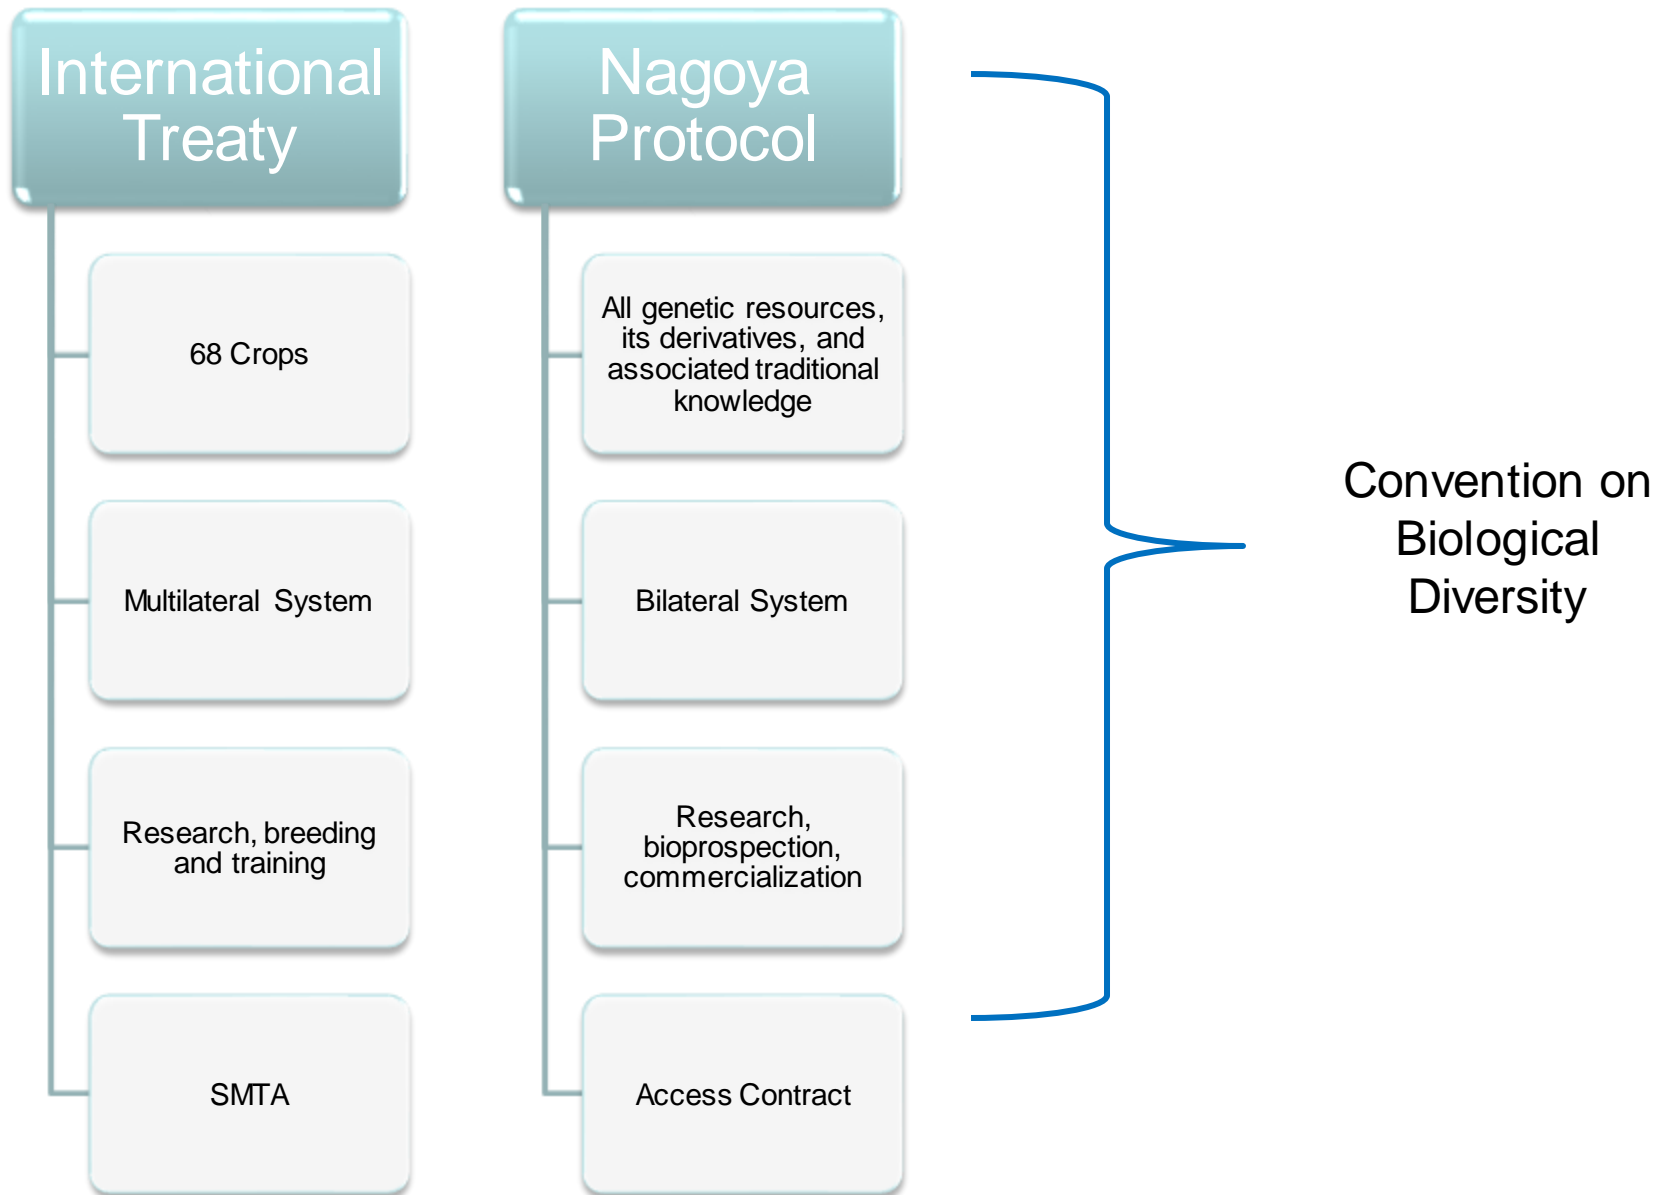 International
Treaty
68 Crops
Multilateral System
Research, breeding
and training
SMTA
Nagoya
Protocol
All genetic resources,
its derivatives, and
associated traditional
knowledge
Bilateral System
Research,
bioprospection,
commercialization
Access Contract
Convention on
Biological
Diversity